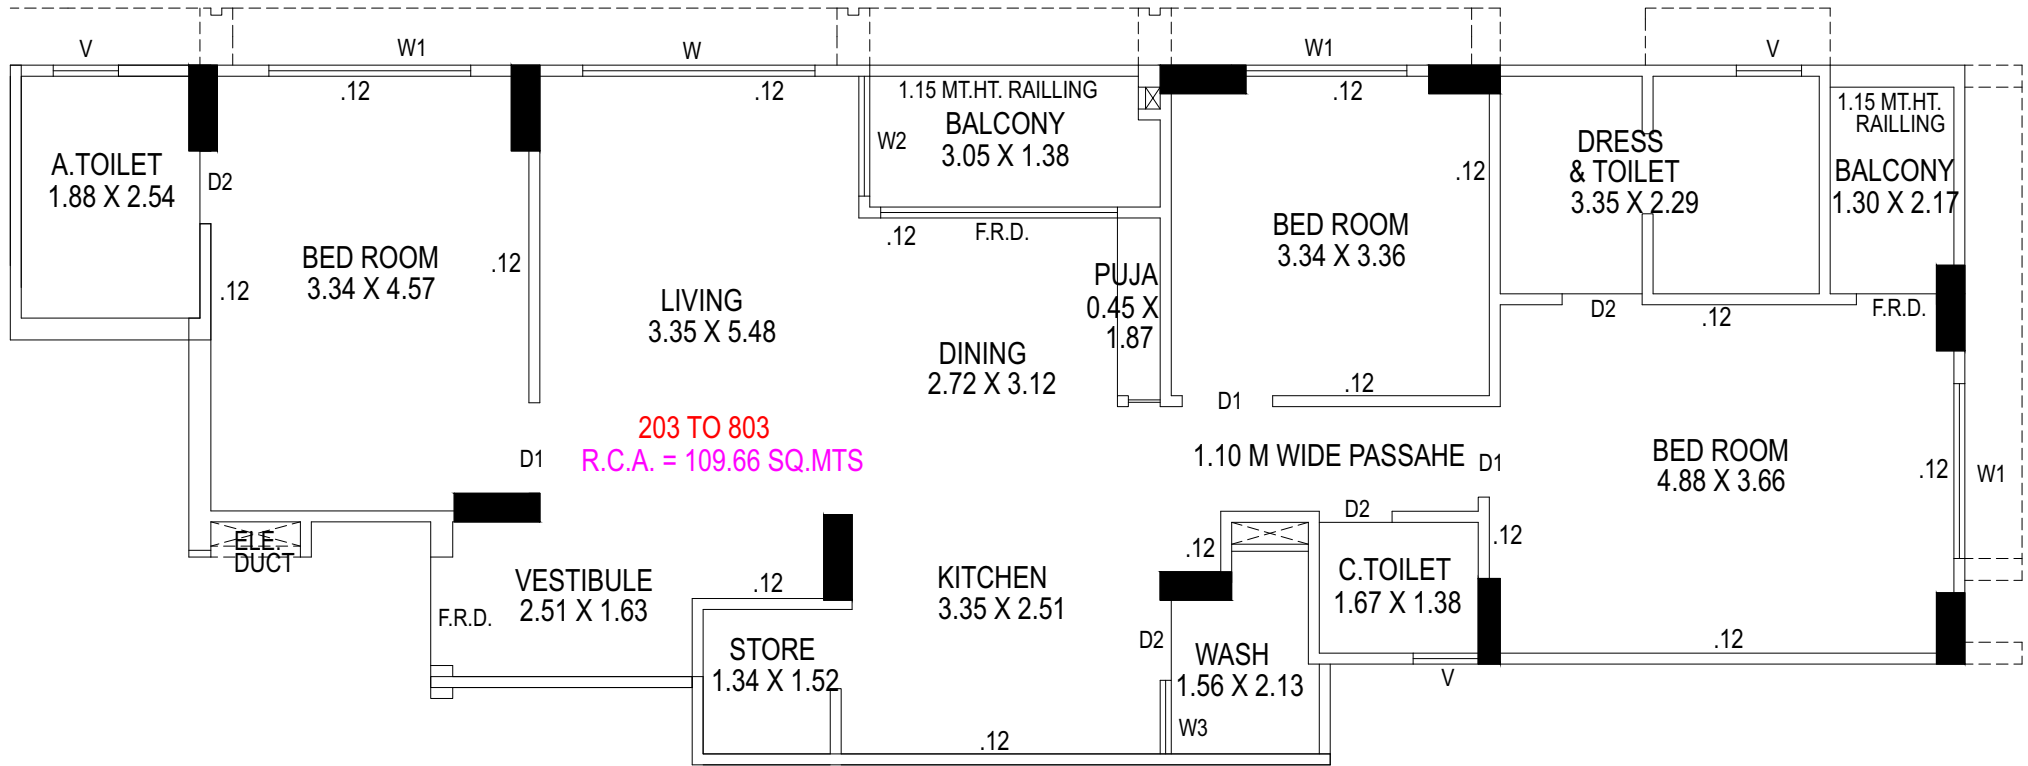 V
W1
W
W1
V
.12
.12
1.15 MT.HT. RAILLING
.12
1.15 MT.HT.
RAILLING
A.TOILET
1.88 X 2.54
D2
W2
BALCONY
3.05 X 1.38
.12
DRESS
& TOILET
3.35 X 2.29
BALCONY
1.30 X 2.17
BED ROOM
3.34 X 4.57
.12
.12
LIVING
3.35 X 5.48
.12
F.R.D.
BED ROOM
3.34 X 3.36
PUJA
0.45 X
1.87
D2
.12
F.R.D.
DINING
2.72 X 3.12
.12
D1
203 TO 803
R.C.A. = 109.66 SQ.MTS
D1
1.10 M WIDE PASSAHE
D1
BED ROOM
4.88 X 3.66
.12
W1
D2
ELE.
DUCT
VESTIBULE
2.51 X 1.63
F.R.D.
.12
KITCHEN
3.35 X 2.51
.12
C.TOILET
1.67 X 1.38
.12
STORE
1.34 X 1.52
D2
WASH
1.56 X 2.13
.12
V
W3
.12